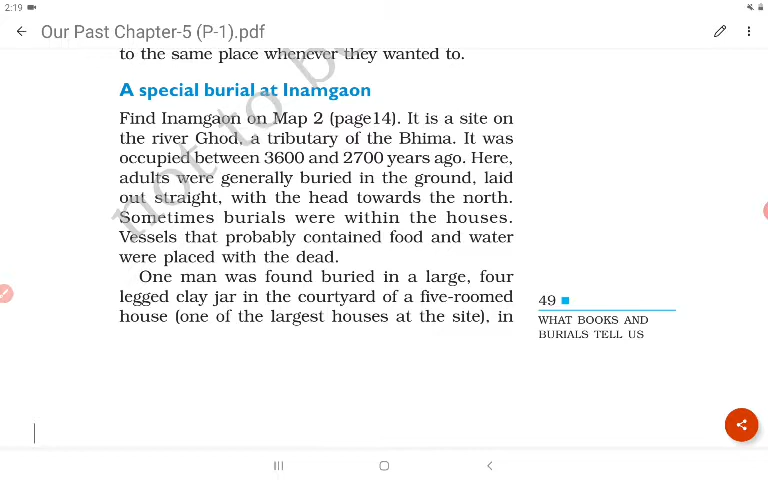 2:19
Our Past Chapter-5 (P-1).pdf
to the same place whenever they wanted to.
A special burial at Inamgaon
Find Inamgaon on Map 2 (page14). It is a site on
the river Ghod, a tributary of the Bhima. It was
occupied between 3600 and 2700 years ago. Here,
adults were generally buried in the ground, laid
out straight, with the head towards the north.
Sometimes burials were within the houses.
Vessels that probably contained food and water
were placed with the dead.
One man was found buried in a large, four
legged clay jar in the courtyard of a five-roomed
house (one of the largest houses at the site), in
not to b
49
WHAT BOOKS AND
BURIALS TELL US